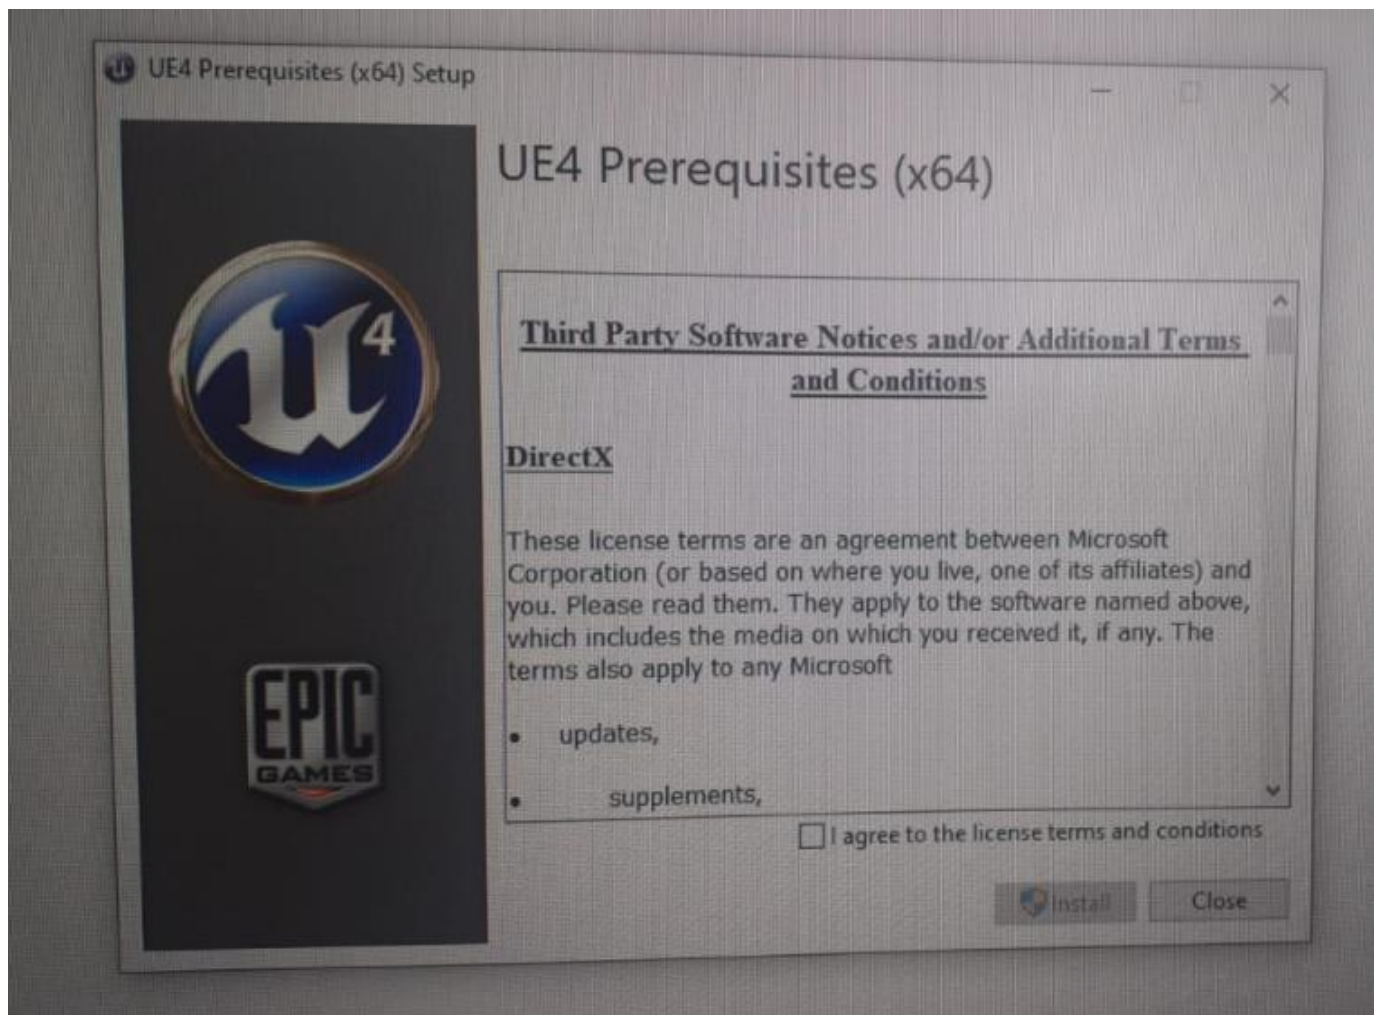 UE4 Prerequisites (x64) Setup
UE4 Prerequisites (x64)
4
EPIC
GAMES
Third Party Software Notices and/or Additional Terms
and Conditions
DirectX
These license terms are an agreement between Microsoft
Corporation (or based on where you live, one of its affiliates) and
you. Please read them. They apply to the software named above,
which includes the media on which you received it, if any. The
terms also apply to any Microsoft
• updates,
• supplements,
I agree to the license terms and conditions
Install
Close